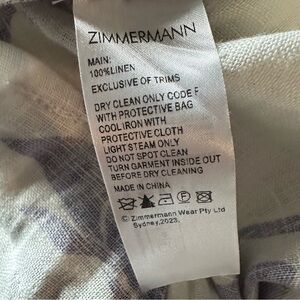 ZIMMERMANN
MAIN:
100%LINEN
EXCLUSIVE OF TRIMS
DRY CLEAN ONLY CODE F
WITH PROTECTIVE BAG
COOL IRON WITH
PROTECTIVE CLOTH
LIGHT STEAM ONLY
DO NOT SPOT CLEAN
TURN GARMENT INSIDE OUT
BEFORE DRY CLEANING
MADE IN CHINA
© Zimmermann Wear Pty Ltd
Sydney,2023.